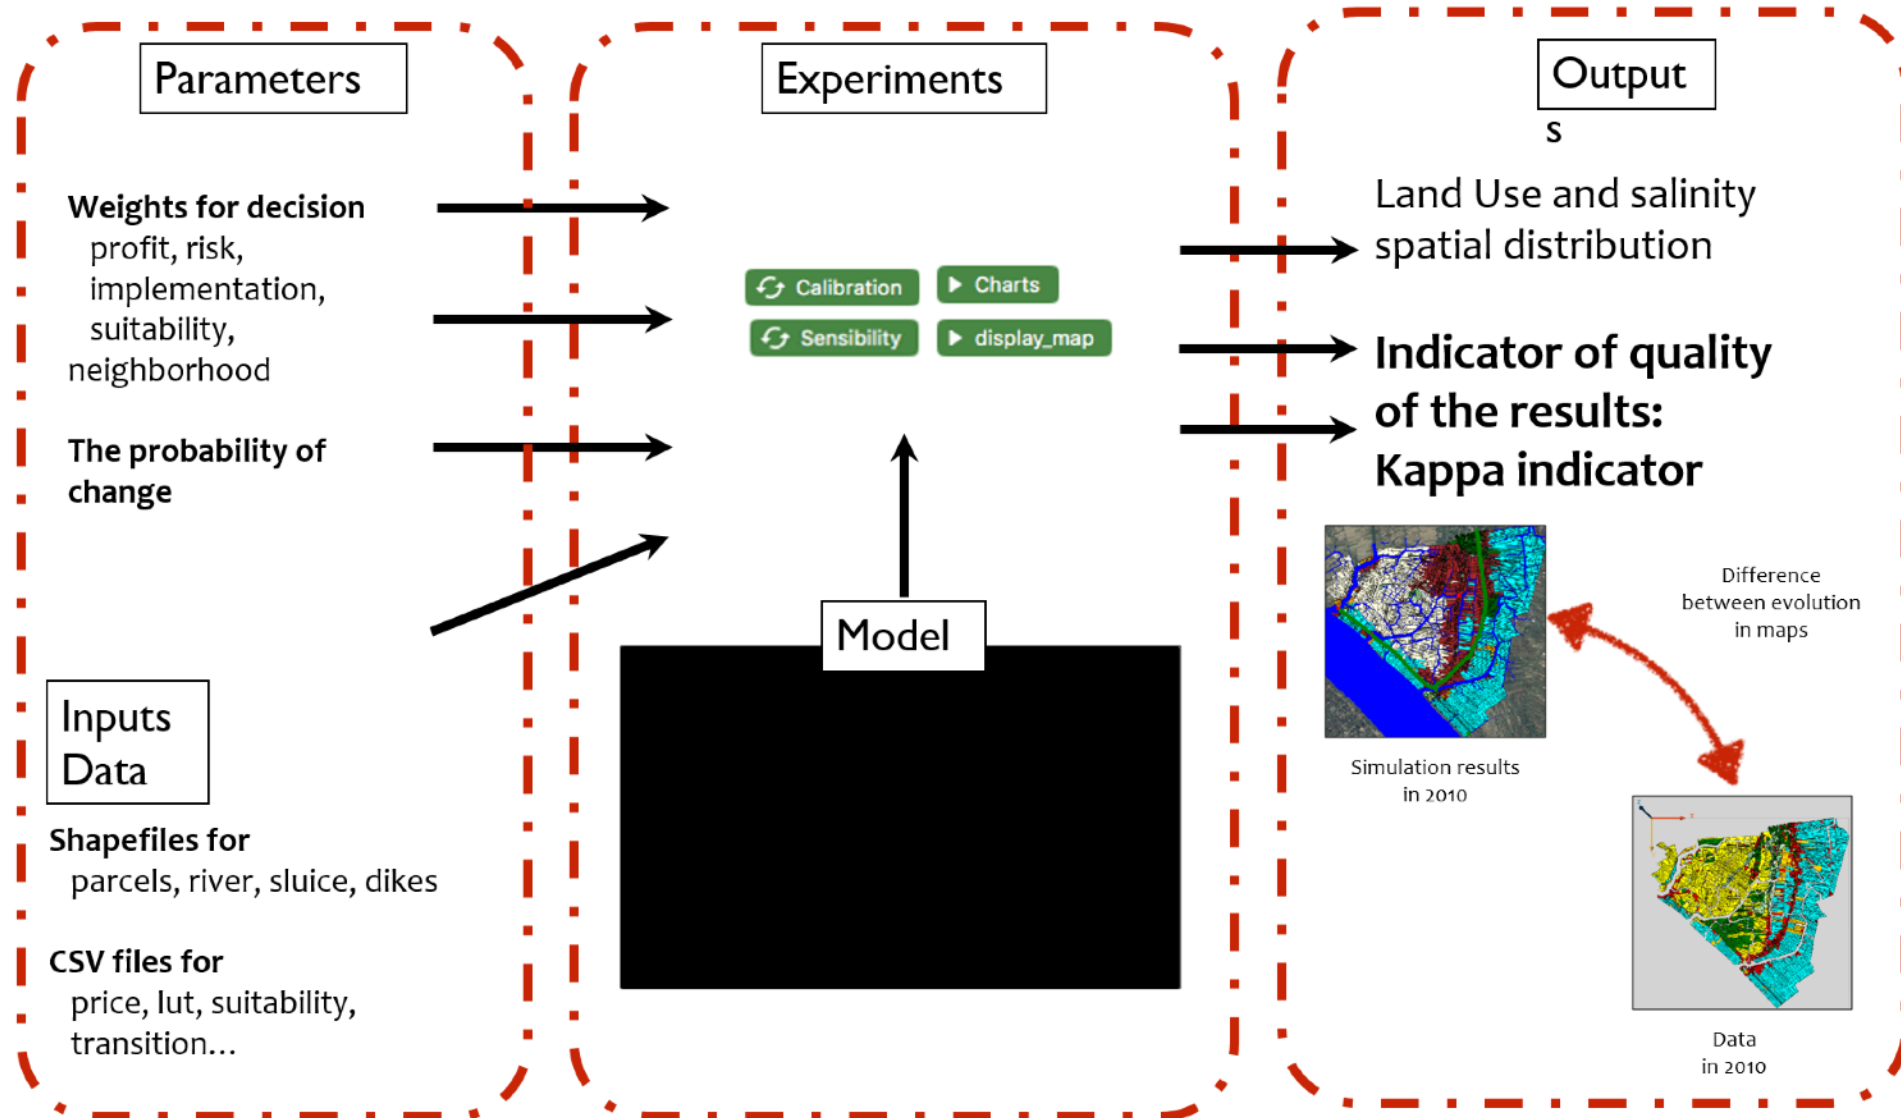 Parameters
Weights for decision
profit, risk,
implementation,
suitability,
neighborhood
The probability of
change
Inputs
Data
Shapefiles for
parcels, river, sluice, dikes
CSV files for
price, lut, suitability,
transition...
Experiments
Calibration
Charts
Sensibility
display_map
Model
Output
s
Land Use and salinity
spatial distribution
Indicator of quality
of the results:
Kappa indicator
Difference
between evolution
in maps
Simulation results
in 2010
Data
in 2010